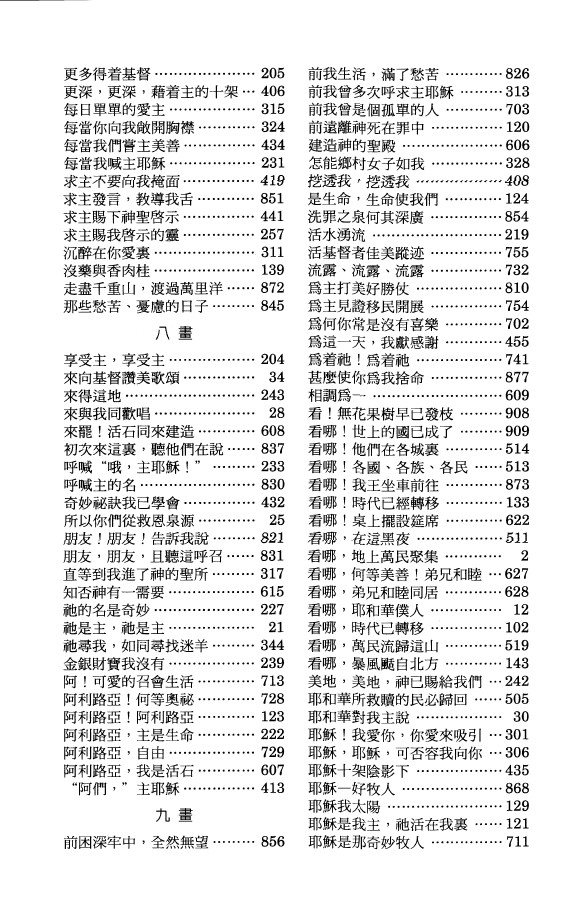 更多得着基督 ………………… 205
更深，更深，藉着主的十架 … 406
每日單單的愛主 ……………… 315
每當你向我敞開胸襟 ………… 324
每當我們嘗主美善 …………… 434
每當我喊主耶穌 ……………… 231
求主不要向我掩面 …………… 419
求主發言，教導我舌 ………… 851
求主賜下神聖啓示 …………… 441
求主賜我啓示的靈 …………… 257
沉醉在你愛裏 ………………… 311
沒藥與香肉桂 ………………… 139
走盡千重山，渡過萬里洋 …… 872
那些愁苦、憂慮的日子 ……… 845
八 畫
享受主，享受主 ……………… 204
來向基督讚美歌頌 …………… 34
來得這地 ……………………… 243
來與我同歡唱 ………………… 28
來罷！活石同來建造 ………… 608
初次來這裏，聽他們在說 …… 837
呼喊“哦，主耶穌！” ……… 233
呼喊主的名 …………………… 830
奇妙祕訣我已學會 …………… 432
所以你們從救恩泉源 ………… 25
朋友！朋友！告訴我說 ……… 821
朋友，朋友，且聽這呼召 …… 831
直等到我進了神的聖所 ……… 317
知否神有一需要 ……………… 615
祂的名是奇妙 ………………… 227
祂是主，祂是主 ……………… 21
祂尋我，如同尋找迷羊 ……… 344
金銀財寶我沒有 ……………… 239
阿！可愛的召會生活 ………… 713
阿利路亞！何等奧祕 ………… 728
阿利路亞！阿利路亞 ………… 123
阿利路亞，主是生命 ………… 222
阿利路亞，自由 ……………… 729
阿利路亞，我是活石 ………… 607
“阿們，”主耶穌 …………… 413
九 畫
前困深牢中，全然無望 ……… 856
前我生活，滿了愁苦 ………… 826
前我曾多次呼求主耶穌 ……… 313
前我曾是個孤單的人 ………… 703
前遠離神死在罪中 …………… 120
建造神的聖殿 ………………… 606
怎能鄉村女子如我 …………… 328
挖透我，挖透我 ……………… 408
是生命，生命使我們 ………… 124
洗罪之泉何其深廣 …………… 854
活水湧流 ……………………… 219
活基督者佳美蹤迹 …………… 755
流露、流露、流露 …………… 732
爲主打美好勝仗 ……………… 810
爲主見證移民開展 …………… 754
爲何你常是沒有喜樂 ………… 702
爲這一天，我獻感謝 ………… 455
爲着祂！爲着祂 ……………… 741
甚麼使你爲我捨命 …………… 877
相調爲一 ……………………… 609
看！無花果樹早已發枝 ……… 908
看哪！世上的國已成了 ……… 909
看哪！他們在各城裏 ………… 514
看哪！各國、各族、各民 …… 513
看哪！我王坐車前往 ………… 873
看哪！時代已經轉移 ………… 133
看哪！桌上擺設筵席 ………… 622
看哪，在這黑夜 ……………… 511
看哪，地上萬民聚集 ………… 2
看哪，何等美善！弟兄和睦 … 627
看哪，弟兄和睦同居 ………… 628
看哪，耶和華僕人 …………… 12
看哪，時代已轉移 …………… 102
看哪，萬民流歸這山 ………… 519
看哪，暴風颳自北方 ………… 143
美地，美地，神已賜給我們 … 242
耶和華所救贖的民必歸回 …… 505
耶和華對我主說 ……………… 30
耶穌！我愛你，你愛來吸引 … 301
耶穌，耶穌，可否容我向你 … 306
耶穌十架陰影下 ……………… 435
耶穌—好牧人 ………………… 868
耶穌我太陽 …………………… 129
耶穌是我主，祂活在我裏 …… 121
耶穌是那奇妙牧人 …………… 711